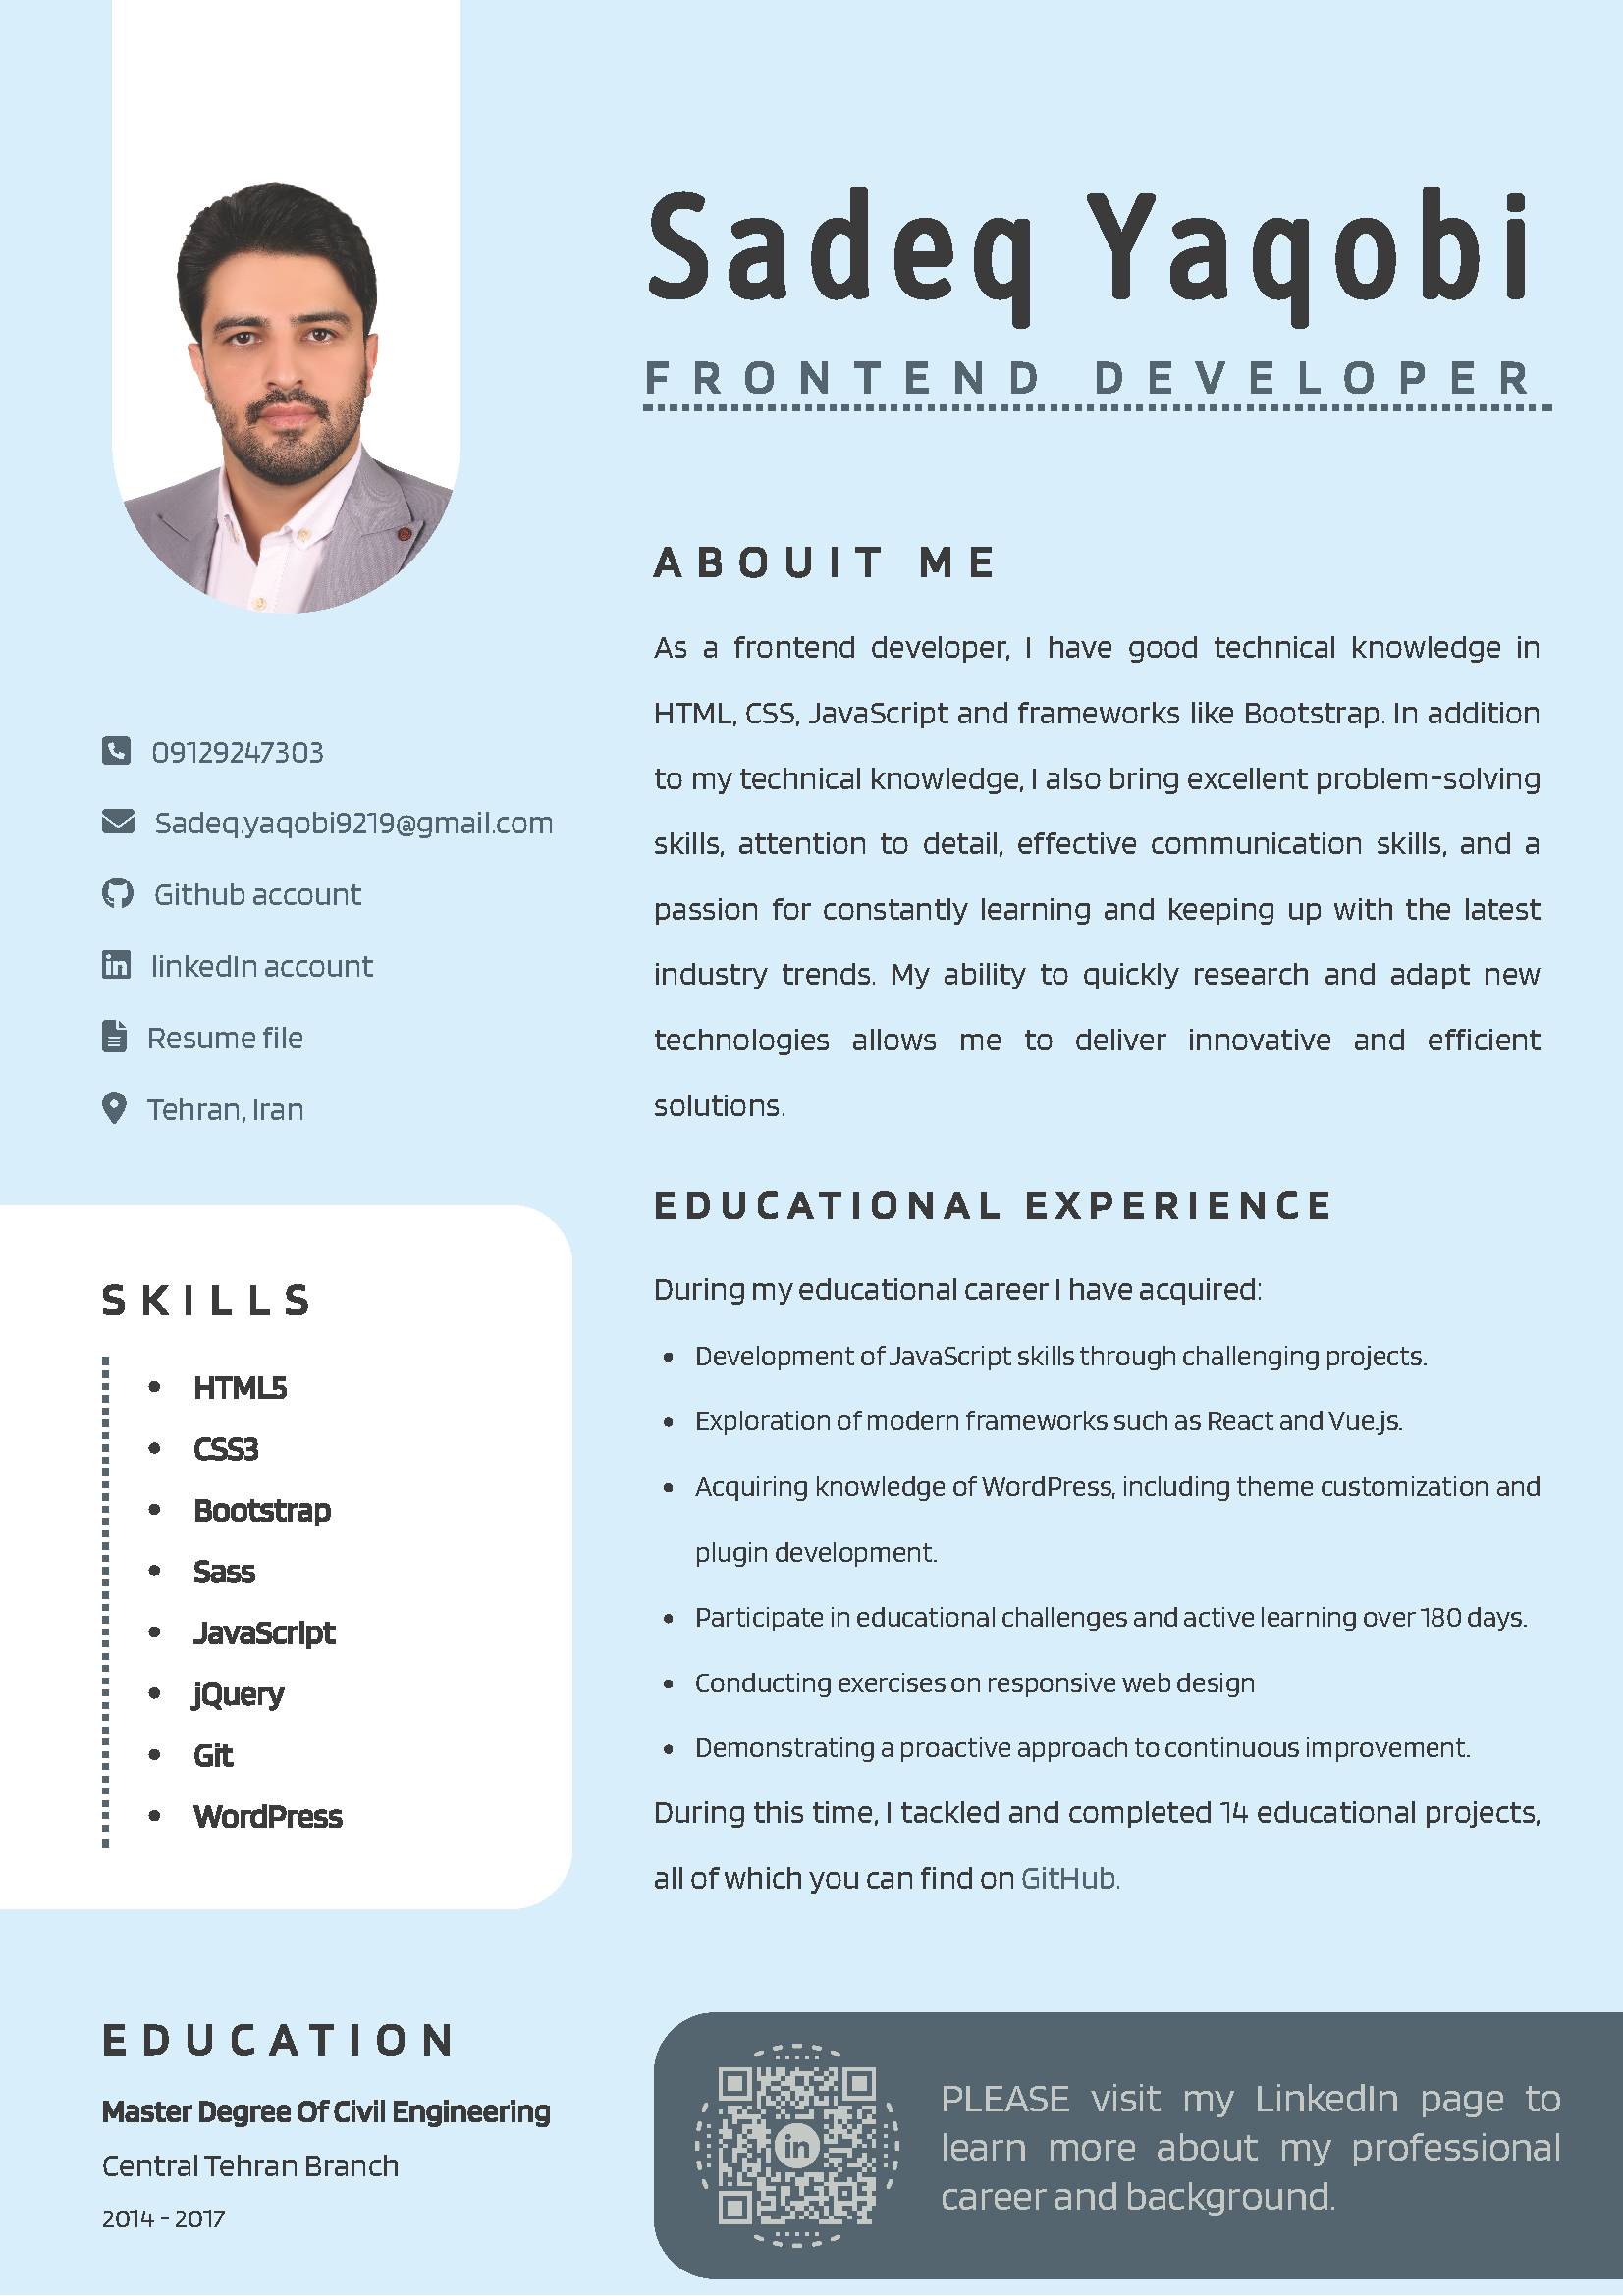 Sadeq Yaqobi
FRONTEND DEVELOPER
09129247303
Sadeq.yaqobi9219@gmail.com
Github account
linkedIn account
Resume file
Tehran, Iran
SKILLS
HTML5
CSS3
Bootstrap
Sass
JavaScript
jQuery
Git
WordPress
EDUCATION
Master Degree Of Civil Engineering
Central Tehran Branch
2014 - 2017
ABOUIT ME
As a frontend developer, I have good technical knowledge in
HTML, CSS, JavaScript and frameworks like Bootstrap. In addition
to my technical knowledge, I also bring excellent problem-solving
skills, attention to detail, effective communication skills, and a
passion for constantly learning and keeping up with the latest
industry trends. My ability to quickly research and adapt new
technologies allows me to deliver innovative and efficient
solutions.
EDUCATIONAL EXPERIENCE
During my educational career I have acquired:
• Development of JavaScript skills through challenging projects.
• Exploration of modern frameworks such as React and Vue.js.
• Acquiring knowledge of WordPress, including theme customization and
plugin development.
• Participate in educational challenges and active learning over 180 days.
• Conducting exercises on responsive web design
• Demonstrating a proactive approach to continuous improvement.
During this time, I tackled and completed 14 educational projects,
all of which you can find on GitHub.
in
PLEASE visit my LinkedIn page to
learn more about my professional
career and background.